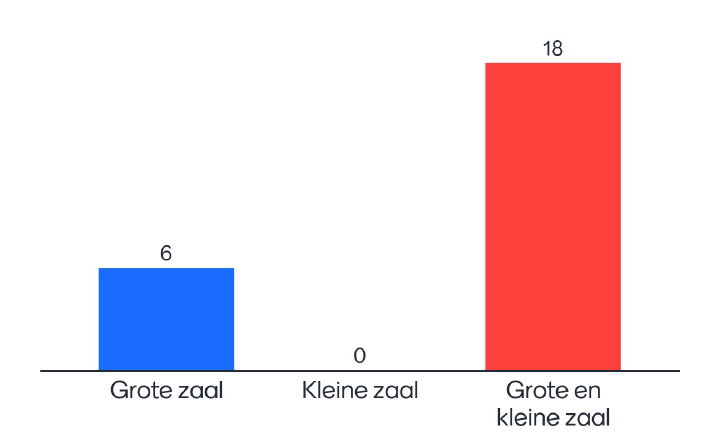 18
6
0
Grote zaal
Kleine zaal
Grote en
kleine zaal